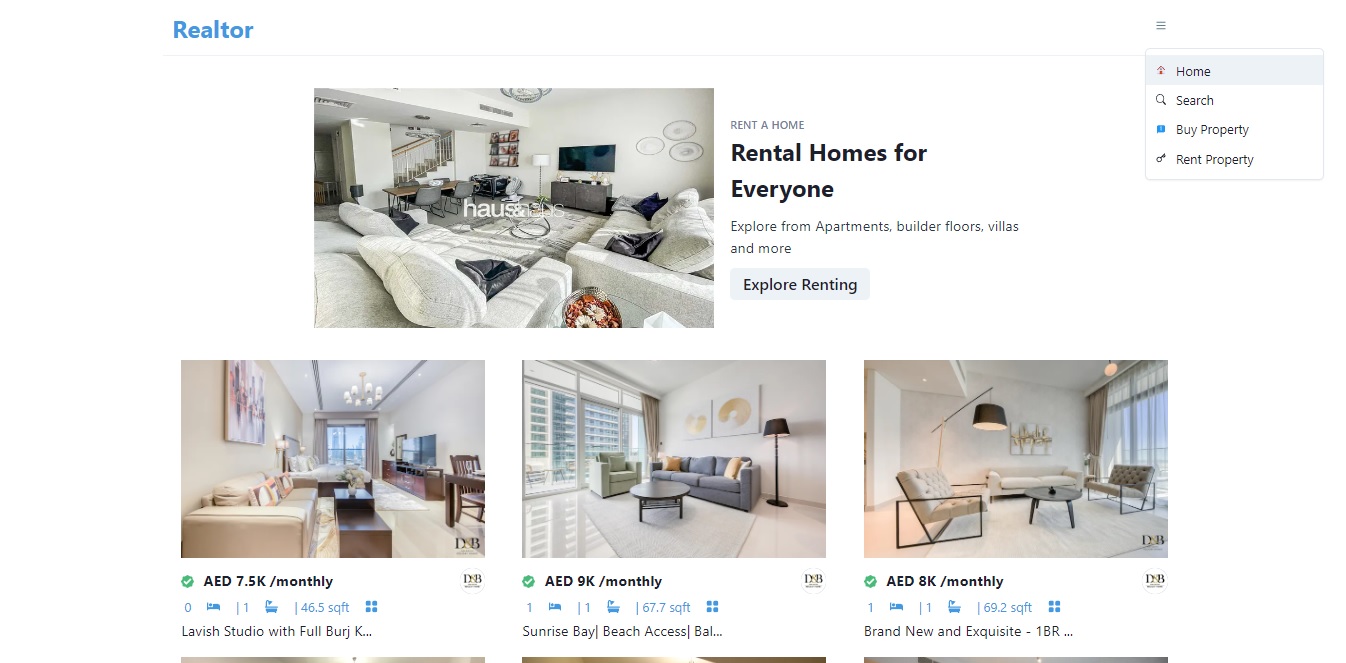 Realtor
Home
Search
Buy Property
Rent Property
RENT A HOME
Rental Homes for
Everyone
Explore from Apartments, builder floors, villas
and more
Explore Renting
haus&haus
D&B
D&B
AED 7.5K /monthly
D&B
0 | 1 | 46.5 sqft
Lavish Studio with Full Burj K...
AED 9K /monthly
D&B
1 | 1 | 67.7 sqft
Sunrise Bay| Beach Access| Bal...
AED 8K /monthly
D&B
1 | 1 | 69.2 sqft
Brand New and Exquisite - 1BR ...